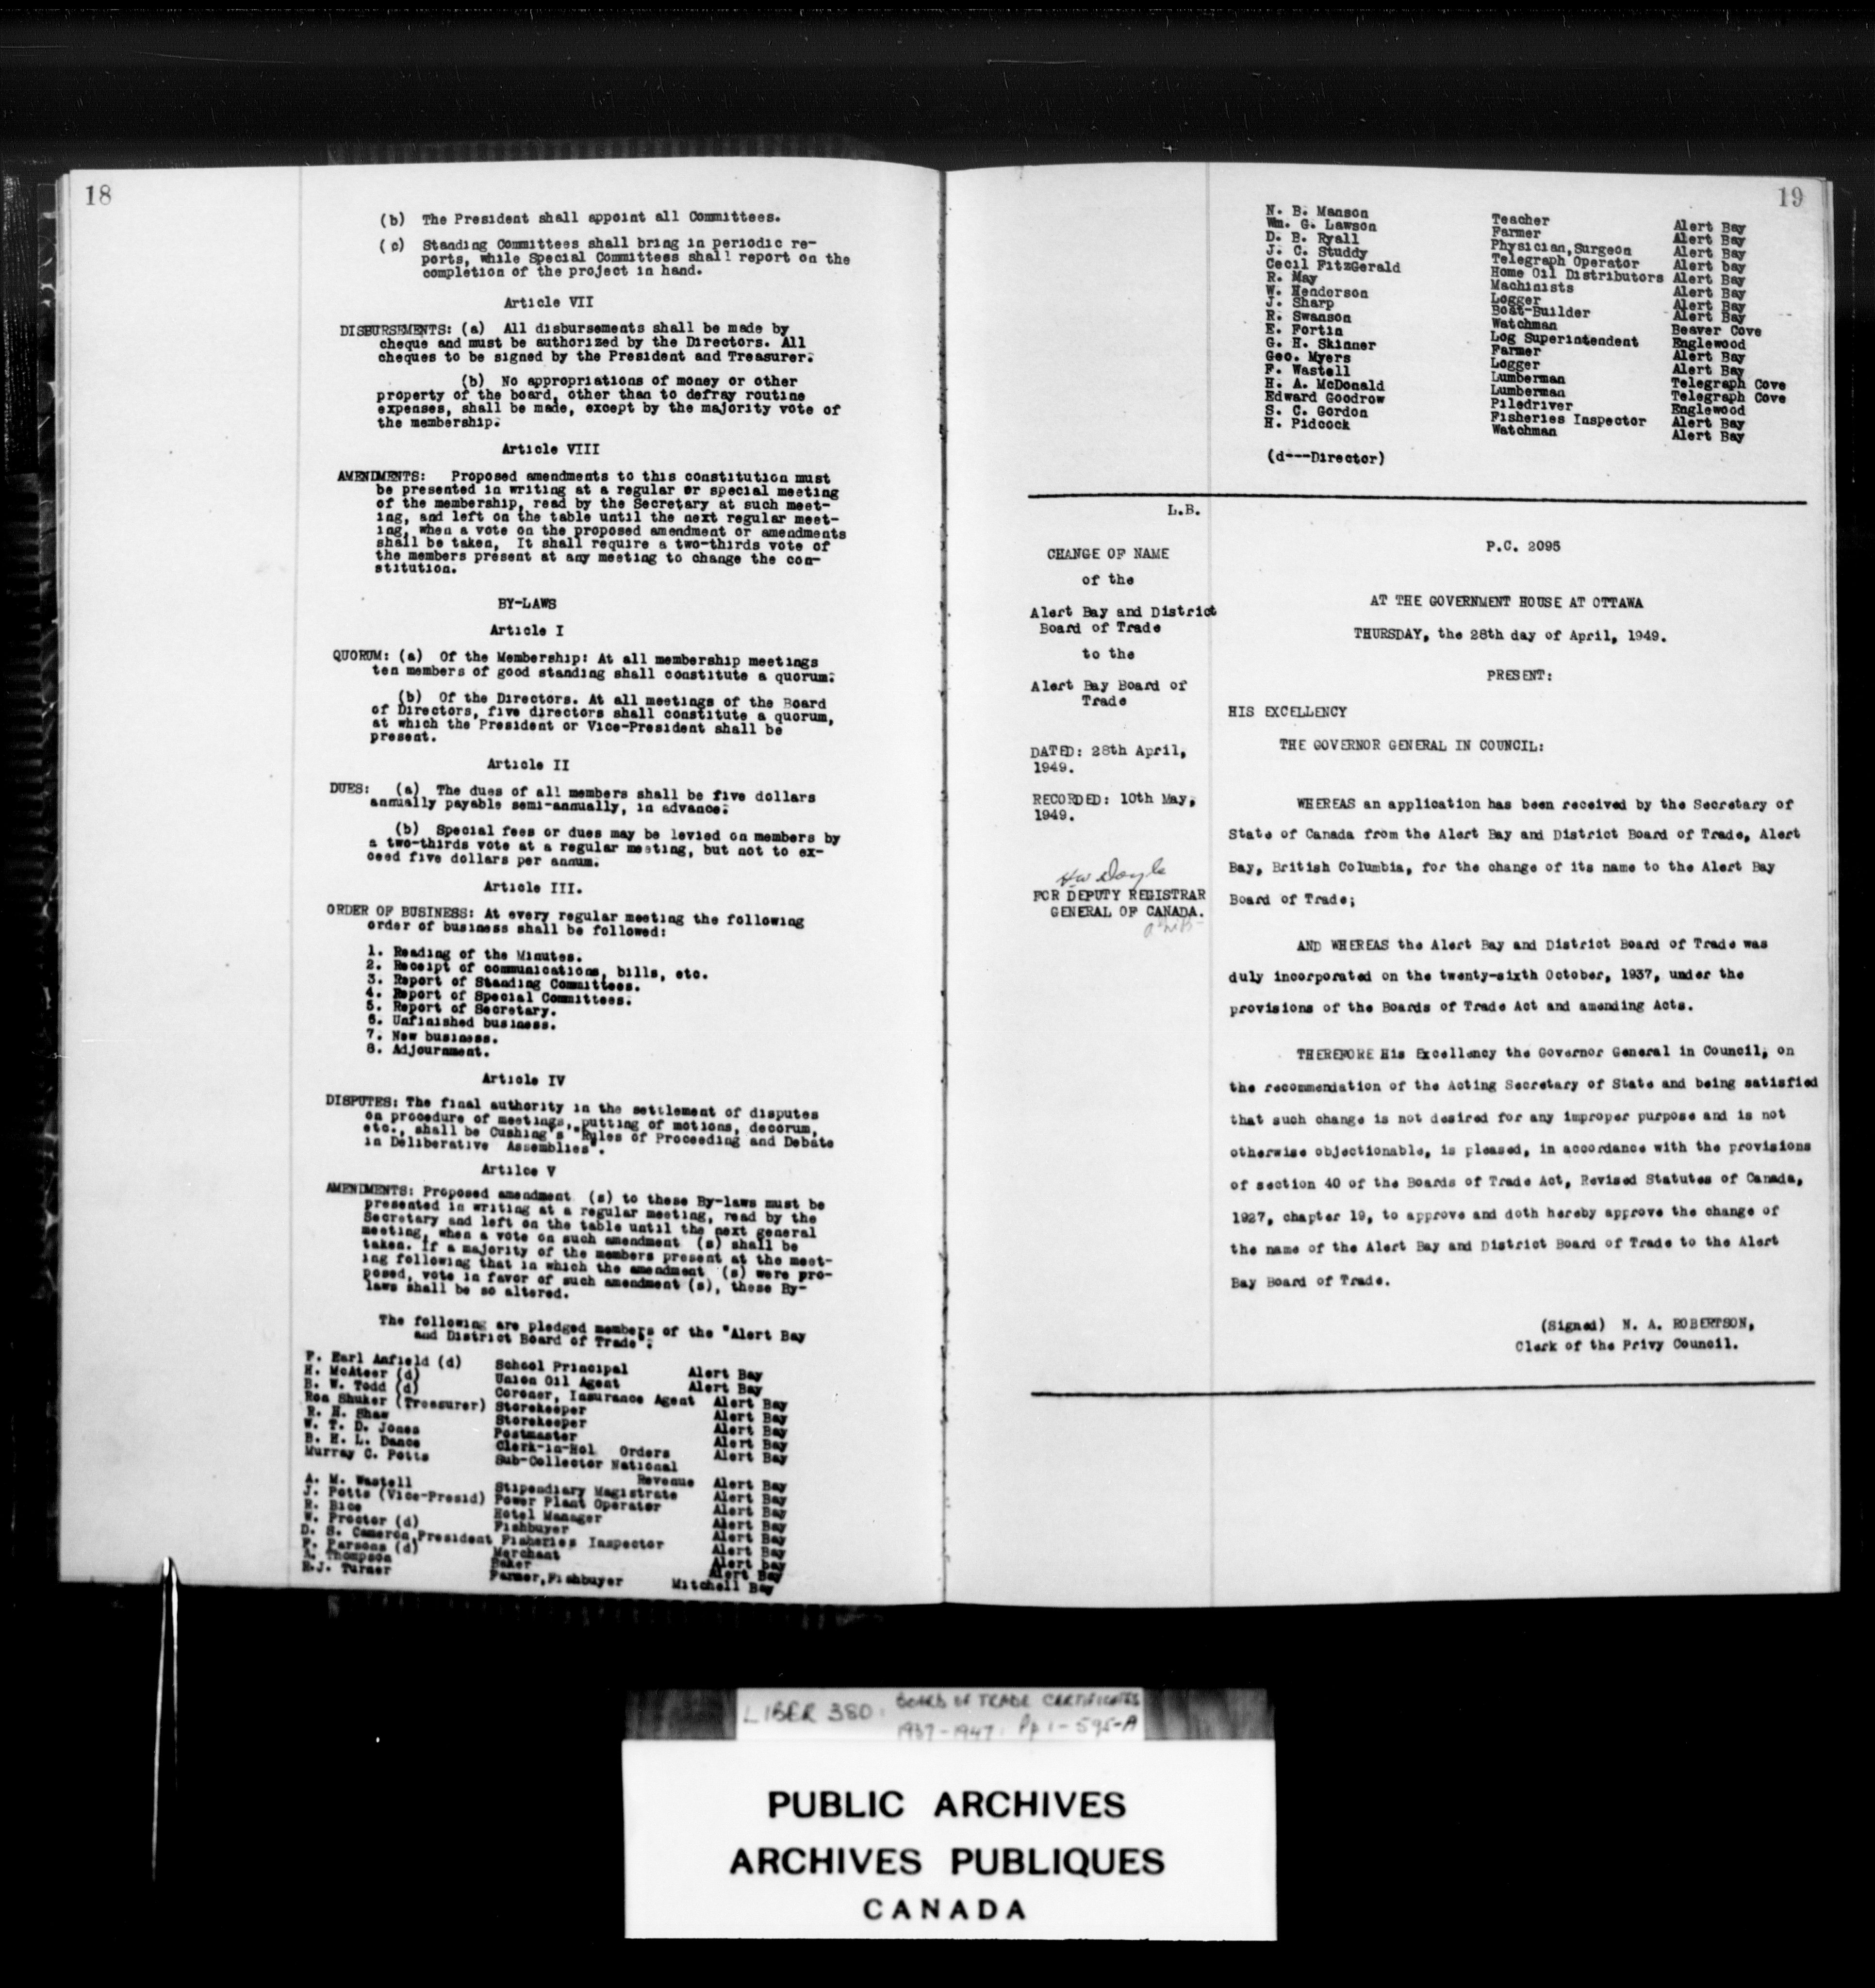 18
(b) The President shall appoint all Committees.
(c) Standing Committees shall bring in periodic re-
ports, while Special Committees shall report on the
completion of the project in hand.
Article VII
DISBURSEMENTS: (a) All disbursements shall be made by
cheque and must be authorized by the Directors. All
cheques to be signed by the President and Treasurer.
(b) No appropriations of money or other
property of the board, other than to defray routine
expenses, shall be made, except by the majority vote of
the membership.
Article VIII
AMENDMENTS: Proposed amendments to this constitution must
be presented in writing at a regular or special meeting
of the membership, read by the Secretary at such meet-
ing, and left on the table until the next regular meet-
ing, when a vote on the proposed amendment or amendments
shall be taken, It shall require a two-thirds vote of
the members present at any meeting to change the con-
stitution.
BY-LAWS
Article I
QUORUM: (a) Of the Membership: At all membership meetings
ten members of good standing shall constitute a quorum.
(b) Of the Directors. At all meetings of the Board
of Directors, five directors shall constitute a quorum,
at which the President or Vice-President shall be
present.
Article II
DUES: (a) The dues of all members shall be five dollars
annually payable semi-annually, in advance.
(b) Special fees or dues may be levied on members by
a two-thirds vote at a regular meeting, but not to ex-
ceed five dollars per annum.
Article III.
ORDER OF BUSINESS: At every regular meeting the following
order of business shall be followed:
1. Reading of the Minutes.
2. Receipt of communications, bills, etc.
3. Report of Standing Committees.
4. Report of Special Committees.
5. Report of Secretary.
6. Unfinished business.
7. New business.
8. Adjournment.
Article IV
DISPUTES: The final authority in the settlement of disputes
on procedure of meetings, putting of motions, decorum,
etc., shall be Cushing's "Rules of Proceeding and Debate
in Deliberative Assemblies".
Artilce V
AMENDMENTS: Proposed amendment (s) to these By-laws must be
presented in writing at a regular meeting, read by the
Secretary and left on the table until the next general
meeting, when a vote on such amendment (s) shall be
taken. If a majority of the members present at the meet-
ing following that in which the amendment (s) were pro-
posed, vote in favor of such amendment (s), these By-
laws shall be so altered.
The following are pledged members of the "Alert Bay
and District Board of Trade":
F. Earl Anfield (d) School Principal Alert Bay
H. McAteer (d) Union Oil Agent Alert Bay
B. W. Todd (d) Coroner, Insurance Agent Alert Bay
Roa Shuker (Treasurer) Storekeeper Alert Bay
R. H. Shaw Storekeeper Alert Bay
W. T. D. Jones Postmaster Alert Bay
B. H. L. Dance Clerk-in-Hol Orders Alert Bay
Murray C. Potts Sub-Collector National
Revenue Alert Bay
A. M. Wastell Stipendiary Magistrate Alert Bay
J. Potts (Vice-Presid) Power Plant Operator Alert Bay
R. Bice Hotel Manager Alert Bay
W. Proctor (d) Fishbuyer Alert Bay
D. S. Cameron,President Fisheries Inspector Alert Bay
F. Parsons (d) Merchant Alert bay
A. Thompson Baker Alert Bay
R.J. Turner Farmer,Fishbuyer Mitchell Bay
19
N. B. Manson Teacher Alert Bay
Wm. G. Lawson Farmer Alert Bay
D. B. Ryall Physician,Surgeon Alert Bay
J. C. Studdy Telegraph Operator Alert bay
Cecil FitzGerald Home Oil Distributors Alert Bay
R. May Machinists Alert Bay
W. Henderson Logger Alert Bay
J. Sharp Boat-Builder Alert Bay
R. Swanson Watchman Beaver Cove
E. Fortin Log Superintendent Englewood
G. H. Skinner Farmer Alert Bay
Geo. Myers Logger Alert Bay
F. Wastell Lumberman Telegraph Cove
H. A. McDonald Lumberman Telegraph Cove
Edward Goodrow Piledriver Englewood
S. C. Gordon Fisheries Inspector Alert Bay
H. Pidcock Watchman Alert Bay
(d---Director)
L.B.
CHANGE OF NAME
of the
Alert Bay and District
Board of Trade
to the
Alert Bay Board of
Trade
DATED: 28th April,
1949.
RECORDED: 10th May,
1949.
HW Doyle
FOR DEPUTY REGISTRAR
GENERAL OF CANADA.
P.C. 2095
AT THE GOVERNMENT HOUSE AT OTTAWA
THURSDAY, the 28th day of April, 1949.
PRESENT:
HIS EXCELLENCY
THE GOVERNOR GENERAL IN COUNCIL:
WHEREAS an application has been received by the Secretary of
State of Canada from the Alert Bay and District Board of Trade, Alert
Bay, British Columbia, for the change of its name to the Alert Bay
Board of Trade;
AND WHEREAS the Alert Bay and District Board of Trade was
duly incorporated on the twenty-sixth October, 1937, under the
provisions of the Boards of Trade Act and amending Acts.
THEREFORE His Excellency the Governor General in Council, on
the recommendation of the Acting Secretary of State and being satisfied
that such change is not desired for any improper purpose and is not
otherwise objectionable, is pleased, in accordance with the provisions
of section 40 of the Boards of Trade Act, Revised Statutes of Canada,
1927, chapter 19, to approve and doth hereby approve the change of
the name of the Alert Bay and District Board of Trade to the Alert
Bay Board of Trade.
(Signed) N. A. ROBERTSON,
Clerk of the Privy Council.
LIBER 380: BOARD OF TRADE CERTIFICATES
1937-1947. Pp 1-595-A
PUBLIC ARCHIVES
ARCHIVES PUBLIQUES
CANADA